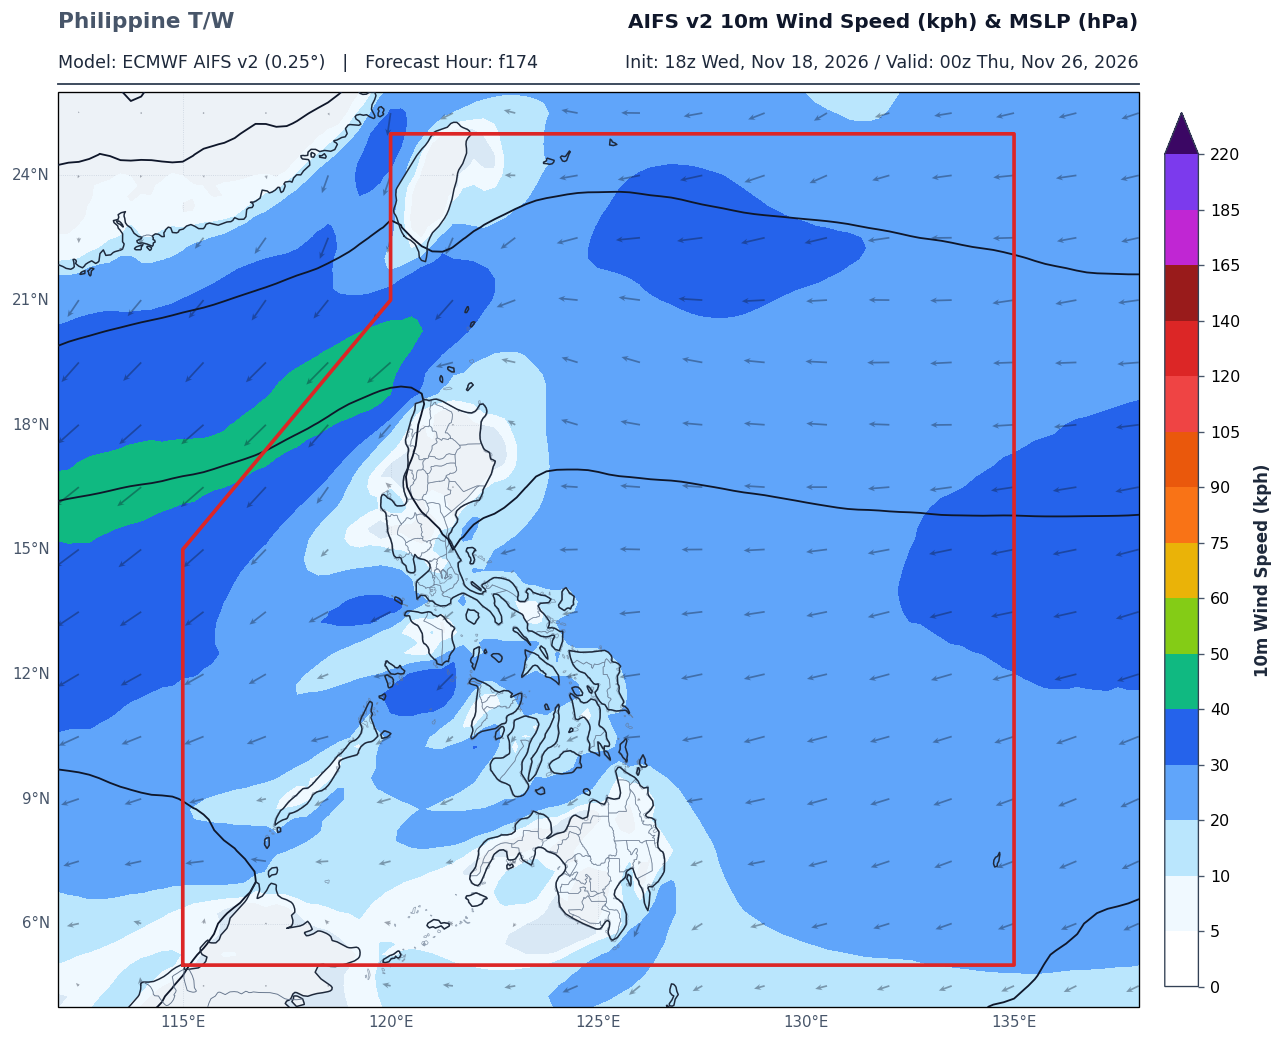 Philippine T/W
AIFS v2 10m Wind Speed (kph) & MSLP (hPa)
Model: ECMWF AIFS v2 (0.25°) | Forecast Hour: f174
Init: 18z Wed, Nov 18, 2026 / Valid: 00z Thu, Nov 26, 2026
24°N
21°N
18°N
15°N
12°N
9°N
6°N
115°E
120°E
125°E
130°E
135°E
220
185
165
140
120
105
90
75
60
50
40
30
20
10
5
0
10m Wind Speed (kph)